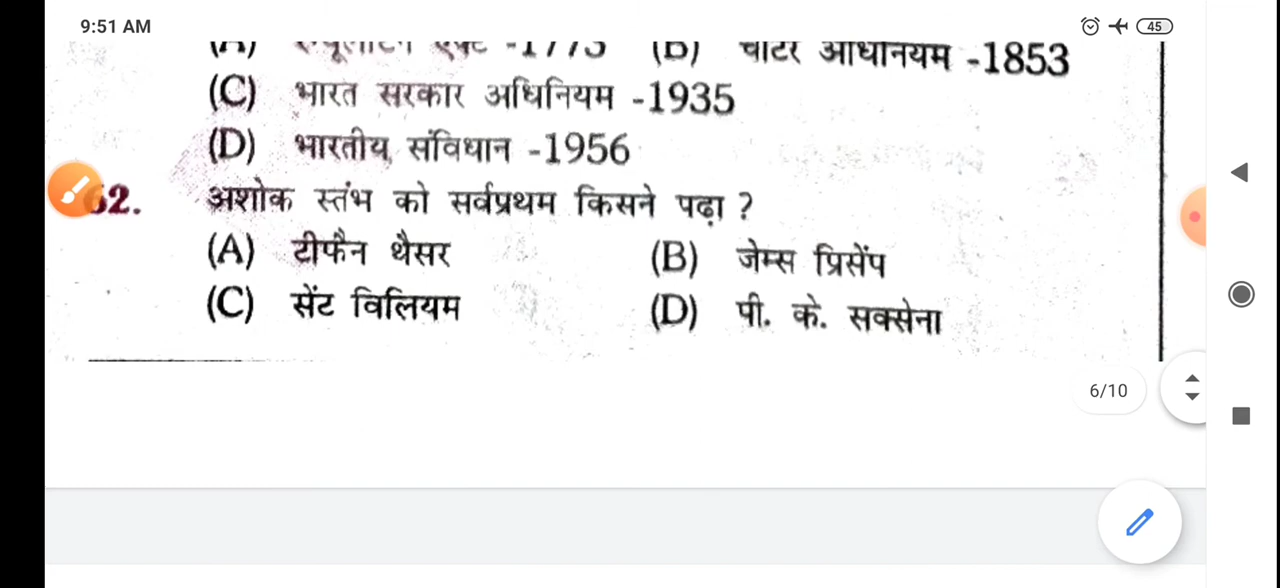 9:51 AM
45
(A) -1773 (B) चार्टर अधिनियम -1853
(C) भारत सरकार अधिनियम -1935
(D) भारतीय संविधान -1956
62. अशोक स्तंभ को सर्वप्रथम किसने पढ़ा ?
(A) टीफैन थैसर (B) जेम्स प्रिसेंप
(C) सेंट विलियम (D) पी. के. सक्सेना
6/10